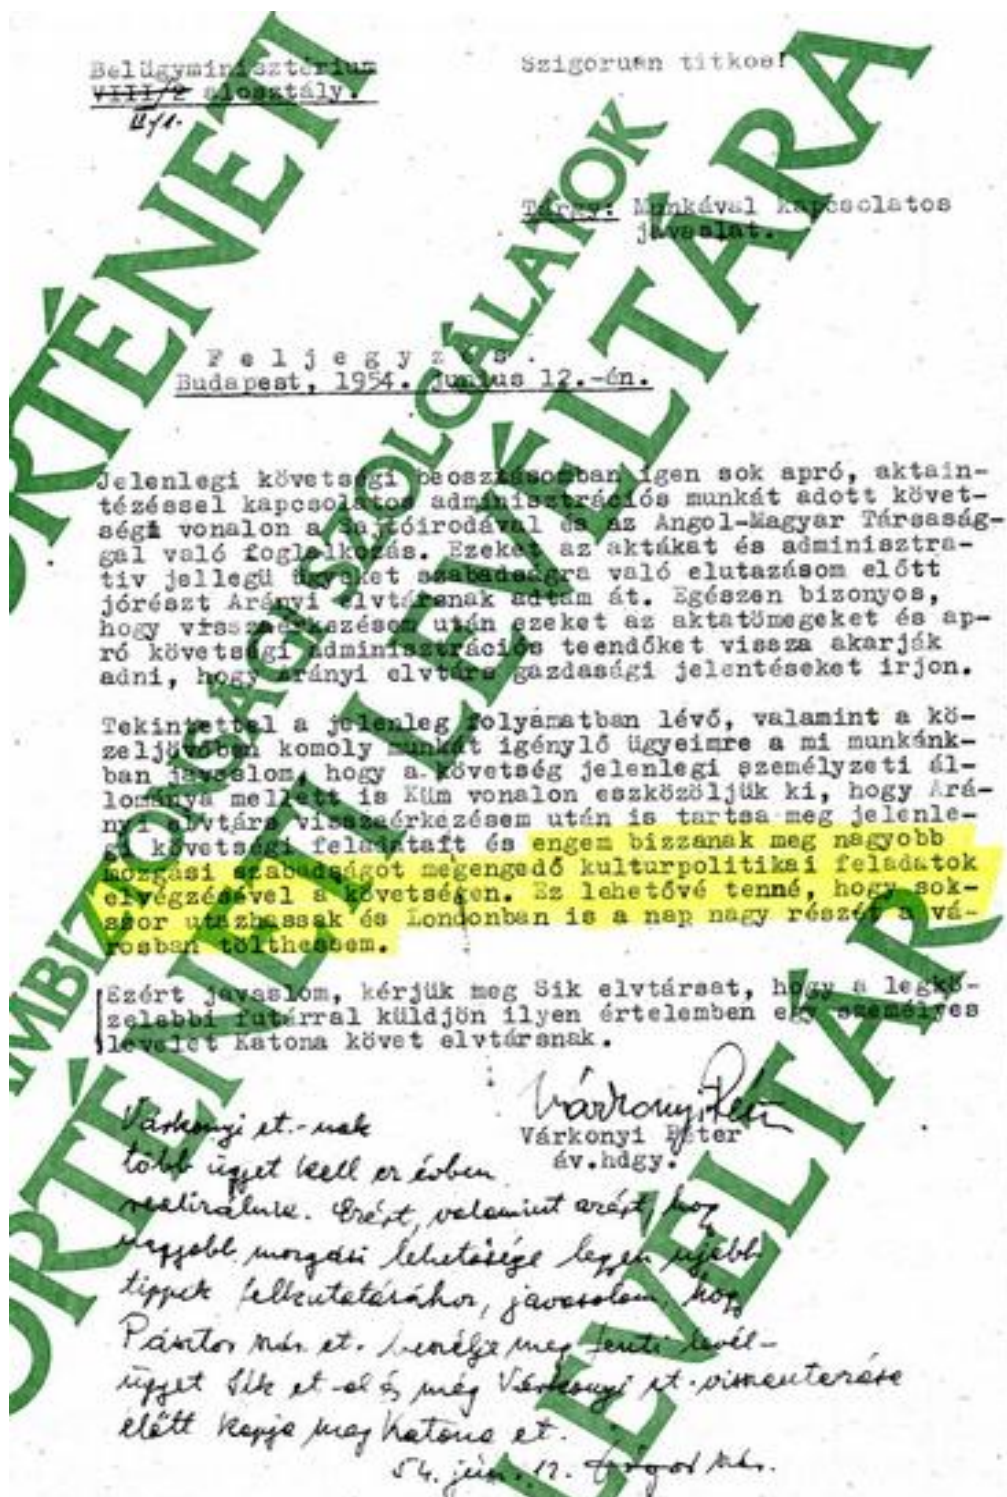 Belügyminisztérium
VIII/2 alosztály.
II/1.
Szigoruan titkos!
Tárgy: Munkával kapcsolatos
javaslat.
F e l j e g y z é s .
Budapest, 1954. junius 12.-én.
Jelenlegi követségi beosztásomban igen sok apró, aktain-
tézéssel kapcsolatos adminisztrációs munkát adott követ-
ségi vonalon a Sajtóirodával és az Angol-Magyar Társaság-
gal való foglalkozás. Ezeket az aktákat és adminisztra-
tiv jellegü ügyeket szabadságra való elutazásom előtt
jórészt Arányi elvtársnak adtam át. Egészen bizonyos,
hogy visszaérkezésem után ezeket az aktatömegeket és ap-
ró követségi adminisztrációs teendőket vissza akarják
adni, hogy Arányi elvtárs gazdasági jelentéseket irjon.
Tekintettel a jelenleg folyamatban lévő, valamint a kö-
zeljövőben komoly munkát igénylő ügyeimre a mi munkánk-
ban javaslom, hogy a követség jelenlegi személyzeti ál-
lománya mellett is Küm vonalon eszközöljük ki, hogy Ará-
nyi elvtárs visszaérkezésem után is tartsa meg jelenle-
gi követségi feladatait és engem bizzanak meg nagyobb
mozgási szabadságot megengedő kulturpolitikai feladatok
elvégzésével a követségen. Ez lehetővé tenné, hogy sok-
szor utazhassak és Londonban is a nap nagy részét a vá-
rosban tölthessem.
Ezért javaslom, kérjük meg Sik elvtársat, hogy a legkö-
zelebbi futárral küldjön ilyen értelemben egy személyes
levelet Katona követ elvtársnak.
Várkonyi Péter
Várkonyi Péter
áv.hdgy.
Várkonyi et.-nak
több ügyet kell ez évben
realizálnia. Ezért, valamint azért, hogy
nagyobb mozgási lehetősége legyen ujabb
tippek felkutatásához, javasolom, hogy
Pásztor et. beszélje meg fenti levél-
ügyet Sik et-al és még Várkonyi et. visszautazása
előtt kapja meg Katona et.
54. jún. 12.
ÁLLAMBIZTONSÁGI SZOLGÁLATOK
TÖRTÉNETI LEVÉLTÁRA